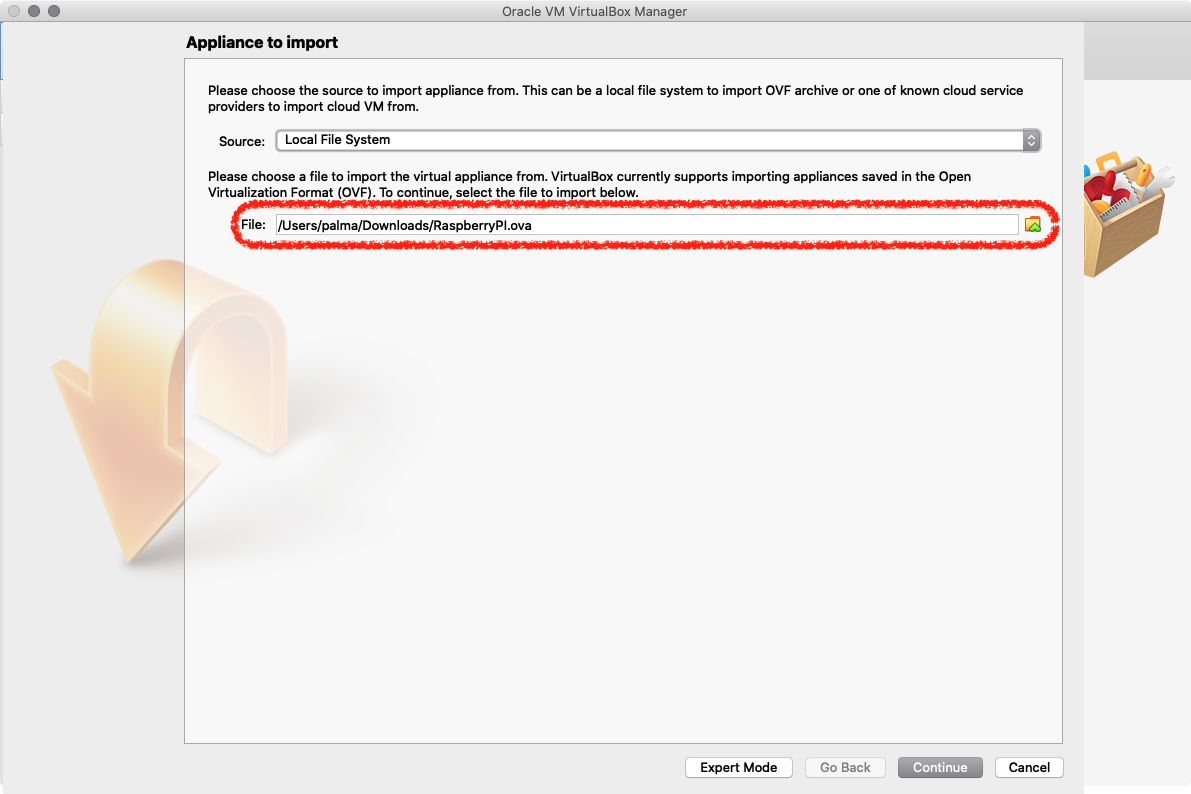 Oracle VM VirtualBox Manager
Appliance to import
Please choose the source to import appliance from. This can be a local file system to import OVF archive or one of known cloud service
providers to import cloud VM from.
Source: Local File System
Please choose a file to import the virtual appliance from. VirtualBox currently supports importing appliances saved in the Open
Virtualization Format (OVF). To continue, select the file to import below.
File: /Users/palma/Downloads/RaspberryPI.ova
Expert Mode Go Back Continue Cancel